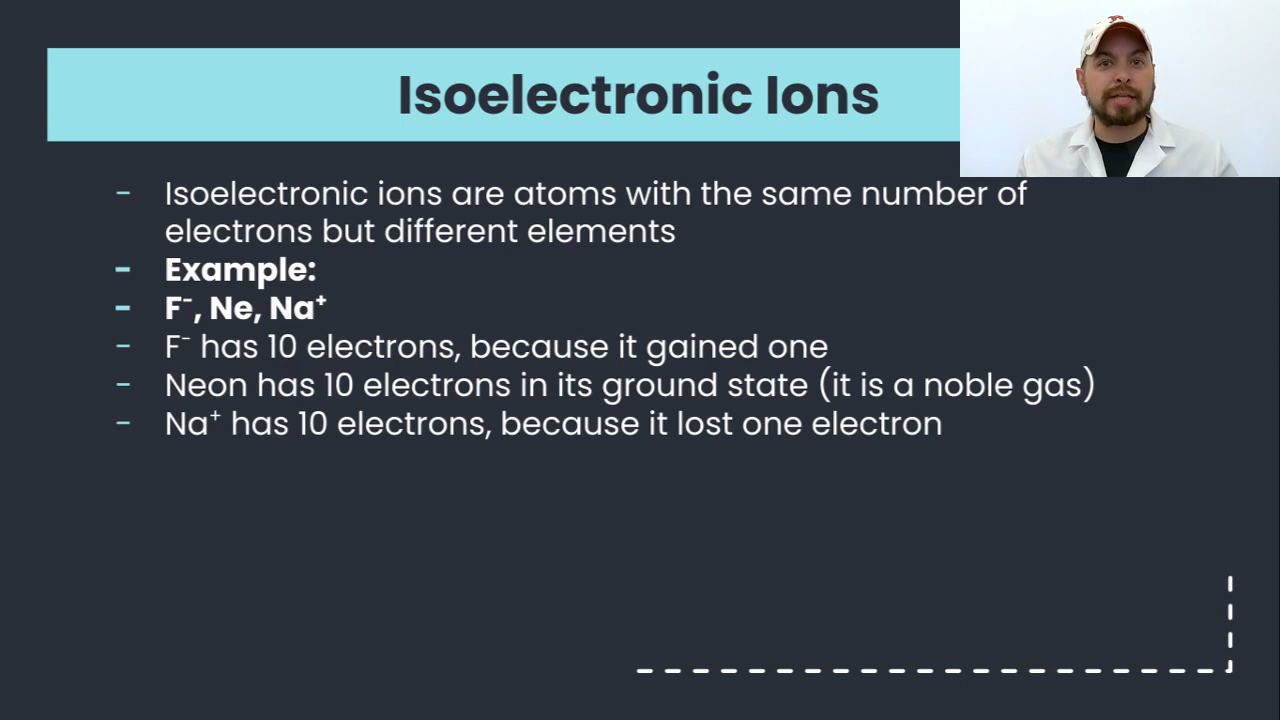 Isoelectronic Ions
- Isoelectronic ions are atoms with the same number of
electrons but different elements
- Example:
- F⁻, Ne, Na⁺
- F⁻ has 10 electrons, because it gained one
- Neon has 10 electrons in its ground state (it is a noble gas)
- Na⁺ has 10 electrons, because it lost one electron